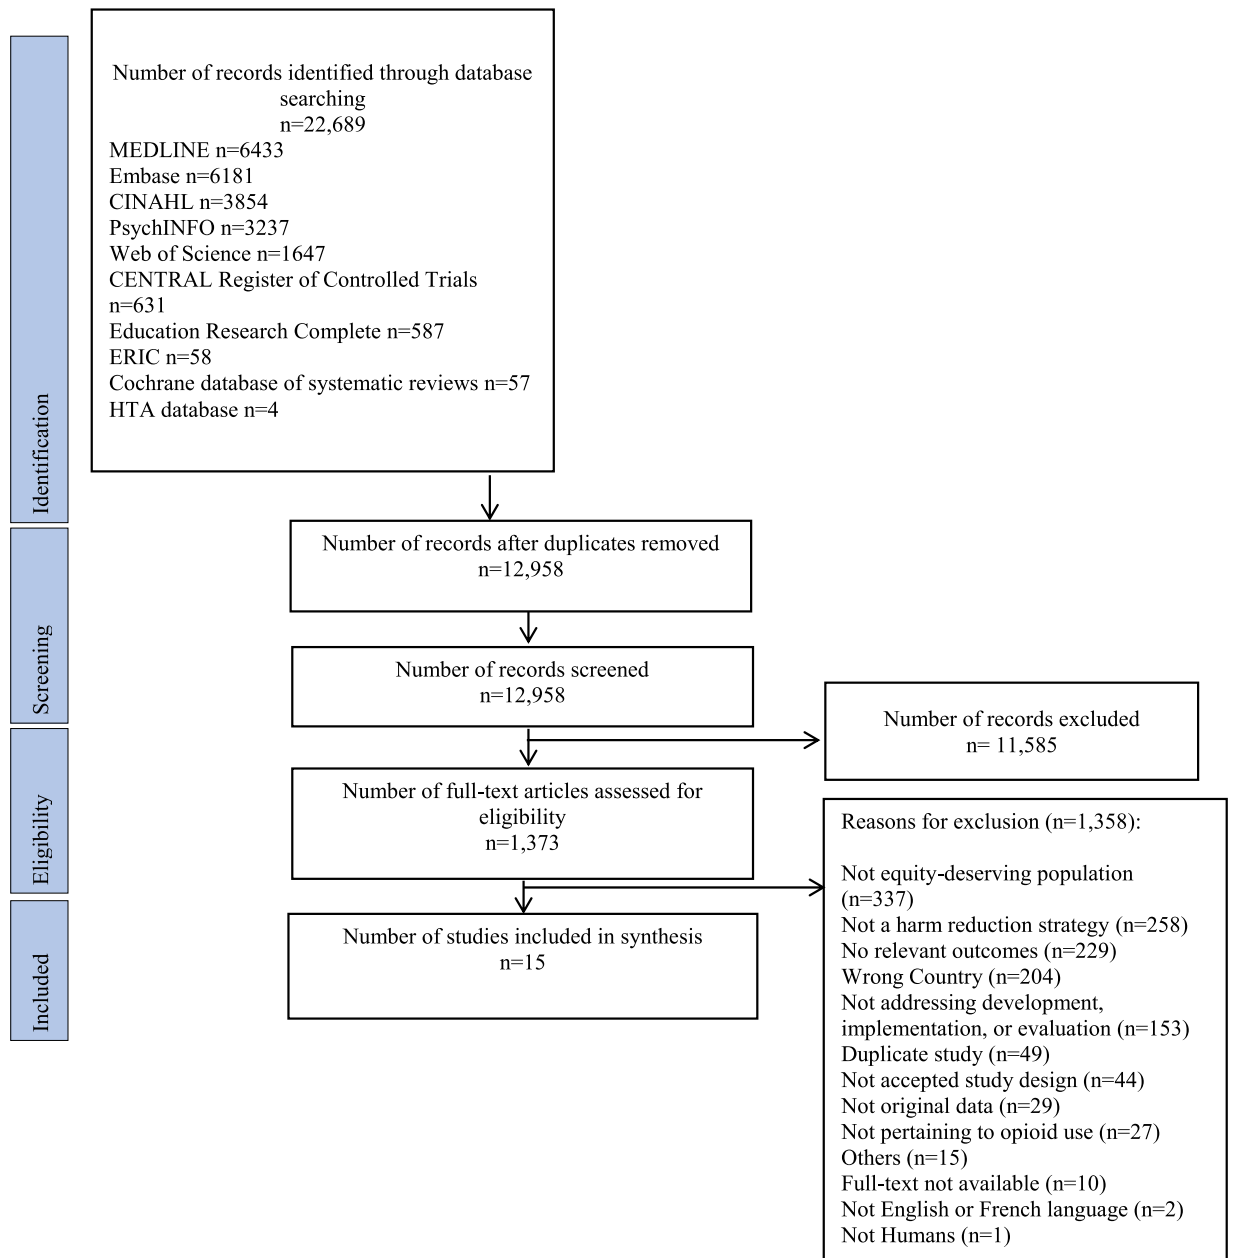 Number of records identified through database
searching
n=22,689
MEDLINE n=6433
Embase n=6181
CINAHL n=3854
PsychINFO n=3237
Web of Science n=1647
CENTRAL Register of Controlled Trials
n=631
Education Research Complete n=587
ERIC n=58
Cochrane database of systematic reviews n=57
HTA database n=4
Identification
Number of records after duplicates removed
n=12,958
Screening
Number of records screened
n=12,958
Number of records excluded
n= 11,585
Eligibility
Number of full-text articles assessed for
eligibility
n=1,373
Reasons for exclusion (n=1,358):
Not equity-deserving population
(n=337)
Not a harm reduction strategy (n=258)
No relevant outcomes (n=229)
Wrong Country (n=204)
Not addressing development,
implementation, or evaluation (n=153)
Duplicate study (n=49)
Not accepted study design (n=44)
Not original data (n=29)
Not pertaining to opioid use (n=27)
Others (n=15)
Full-text not available (n=10)
Not English or French language (n=2)
Not Humans (n=1)
Included
Number of studies included in synthesis
n=15